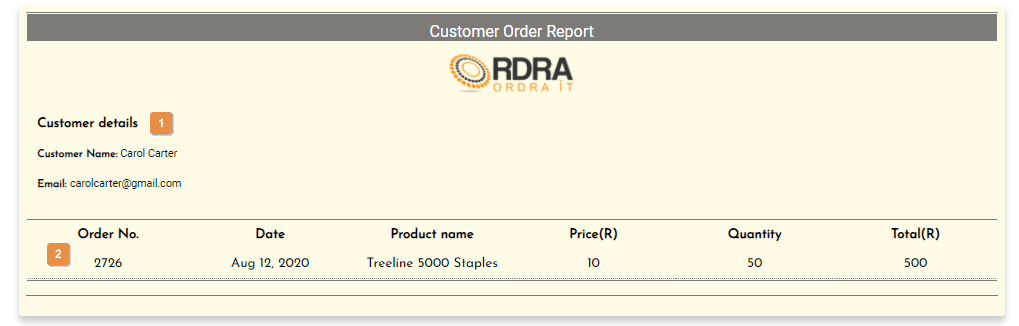 Customer Order Report
ORDRA
ORDRA IT
Customer details 1
Customer Name: Carol Carter
Email: carolcarter@gmail.com
Order No. Date Product name Price(R) Quantity Total(R)
2 2726 Aug 12, 2020 Treeline 5000 Staples 10 50 500